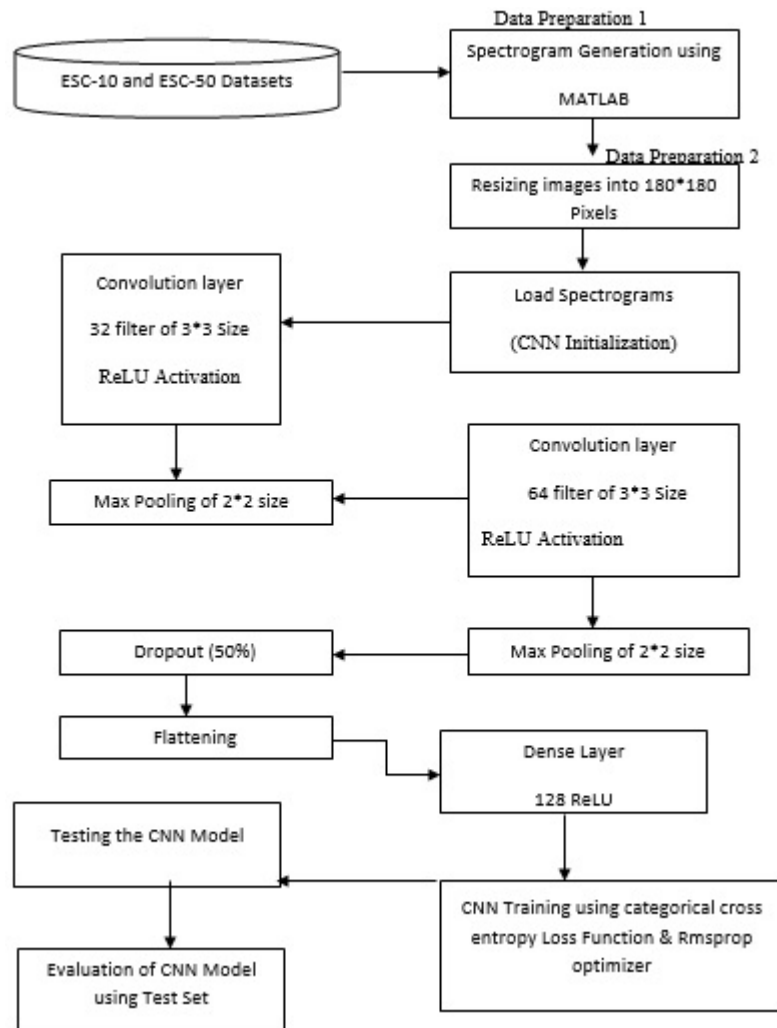 Data Preparation 1
ESC-10 and ESC-50 Datasets
Spectrogram Generation using
MATLAB
Data Preparation 2
Resizing images into 180*180
Pixels
Load Spectrograms
(CNN Initialization)
Convolution layer
32 filter of 3*3 Size
ReLU Activation
Max Pooling of 2*2 size
Convolution layer
64 filter of 3*3 Size
ReLU Activation
Max Pooling of 2*2 size
Dropout (50%)
Flattening
Dense Layer
128 ReLU
CNN Training using categorical cross
entropy Loss Function & Rmsprop
optimizer
Testing the CNN Model
Evaluation of CNN Model
using Test Set